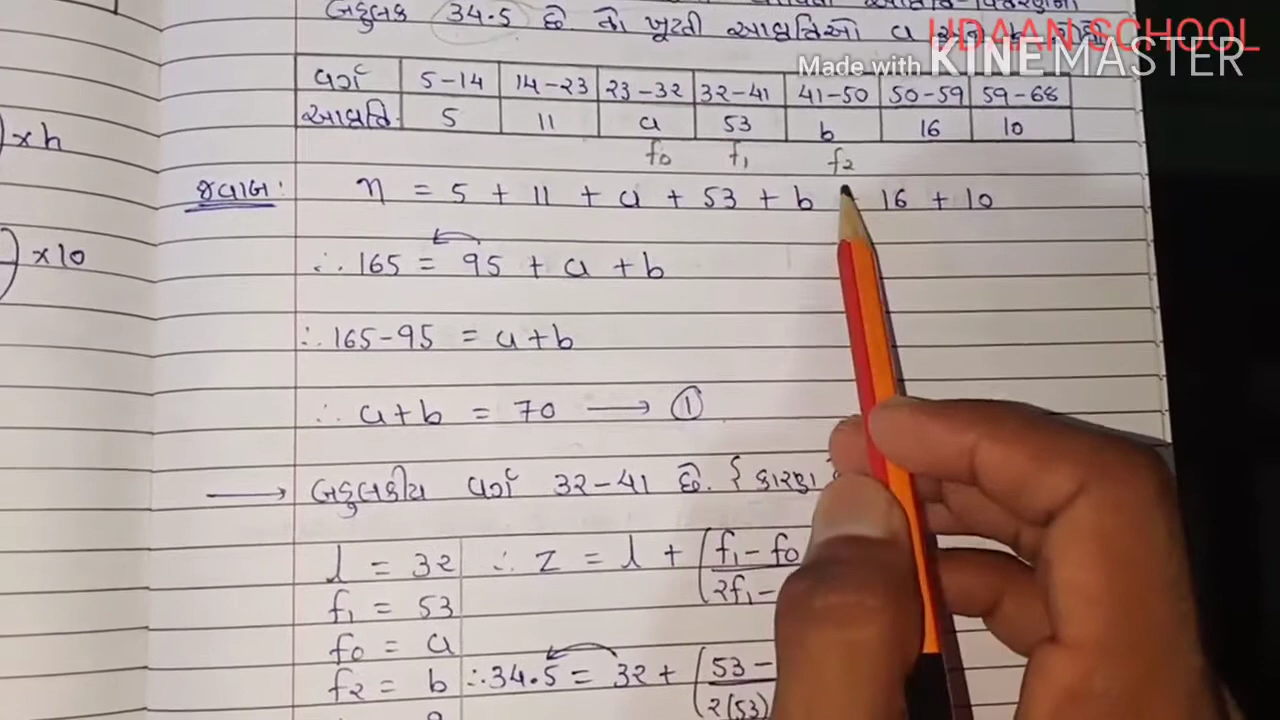 બહુલક 34.5 છે તો ખૂટતી આવૃત્તિઓ a અને b
UDAAN SCHOOL
Made with KINEMASTER
વર્ગ 5-14 14-23 23-32 32-41 41-50 50-59 59-68
આવૃત્તિ 5 11 a 53 b 16 10
f0 f1 f2
જવાબ: n = 5 + 11 + a + 53 + b + 16 + 10
∴ 165 = 95 + a + b
∴ 165-95 = a+b
∴ a+b = 70 → ①
→ બહુલકીય વર્ગ 32-41 છે. { કારણ
l = 32 ∴ Z = l + (f1 - f0
f1 = 53 (2f1 -
f0 = a
f2 = b ∴ 34.5 = 32 + (53 -
2(53)
) x h
) x 10